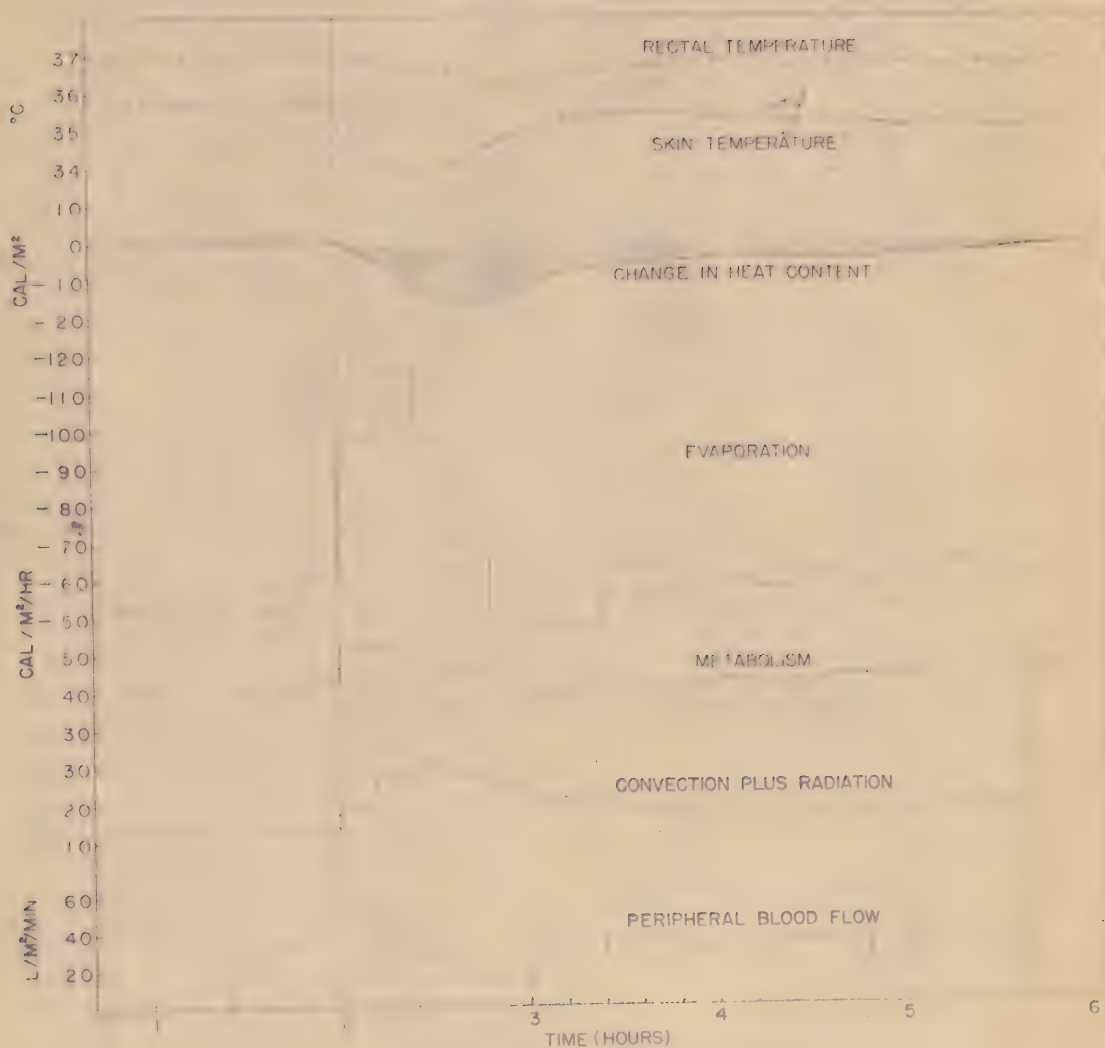 RECTAL TEMPERATURE
37
36
°C
35
SKIN TEMPERATURE
34
10
CAL/M²
0
CHANGE IN HEAT CONTENT
- 10
- 20
-120
-110
-100
EVAPORATION
- 90
- 80
- 70
CAL/M²/HR
- 60
- 50
50
METABOLISM
40
30
30
CONVECTION PLUS RADIATION
20
10
L/M²/MIN
60
PERIPHERAL BLOOD FLOW
40
20
1
3
4
5
6
TIME (HOURS)